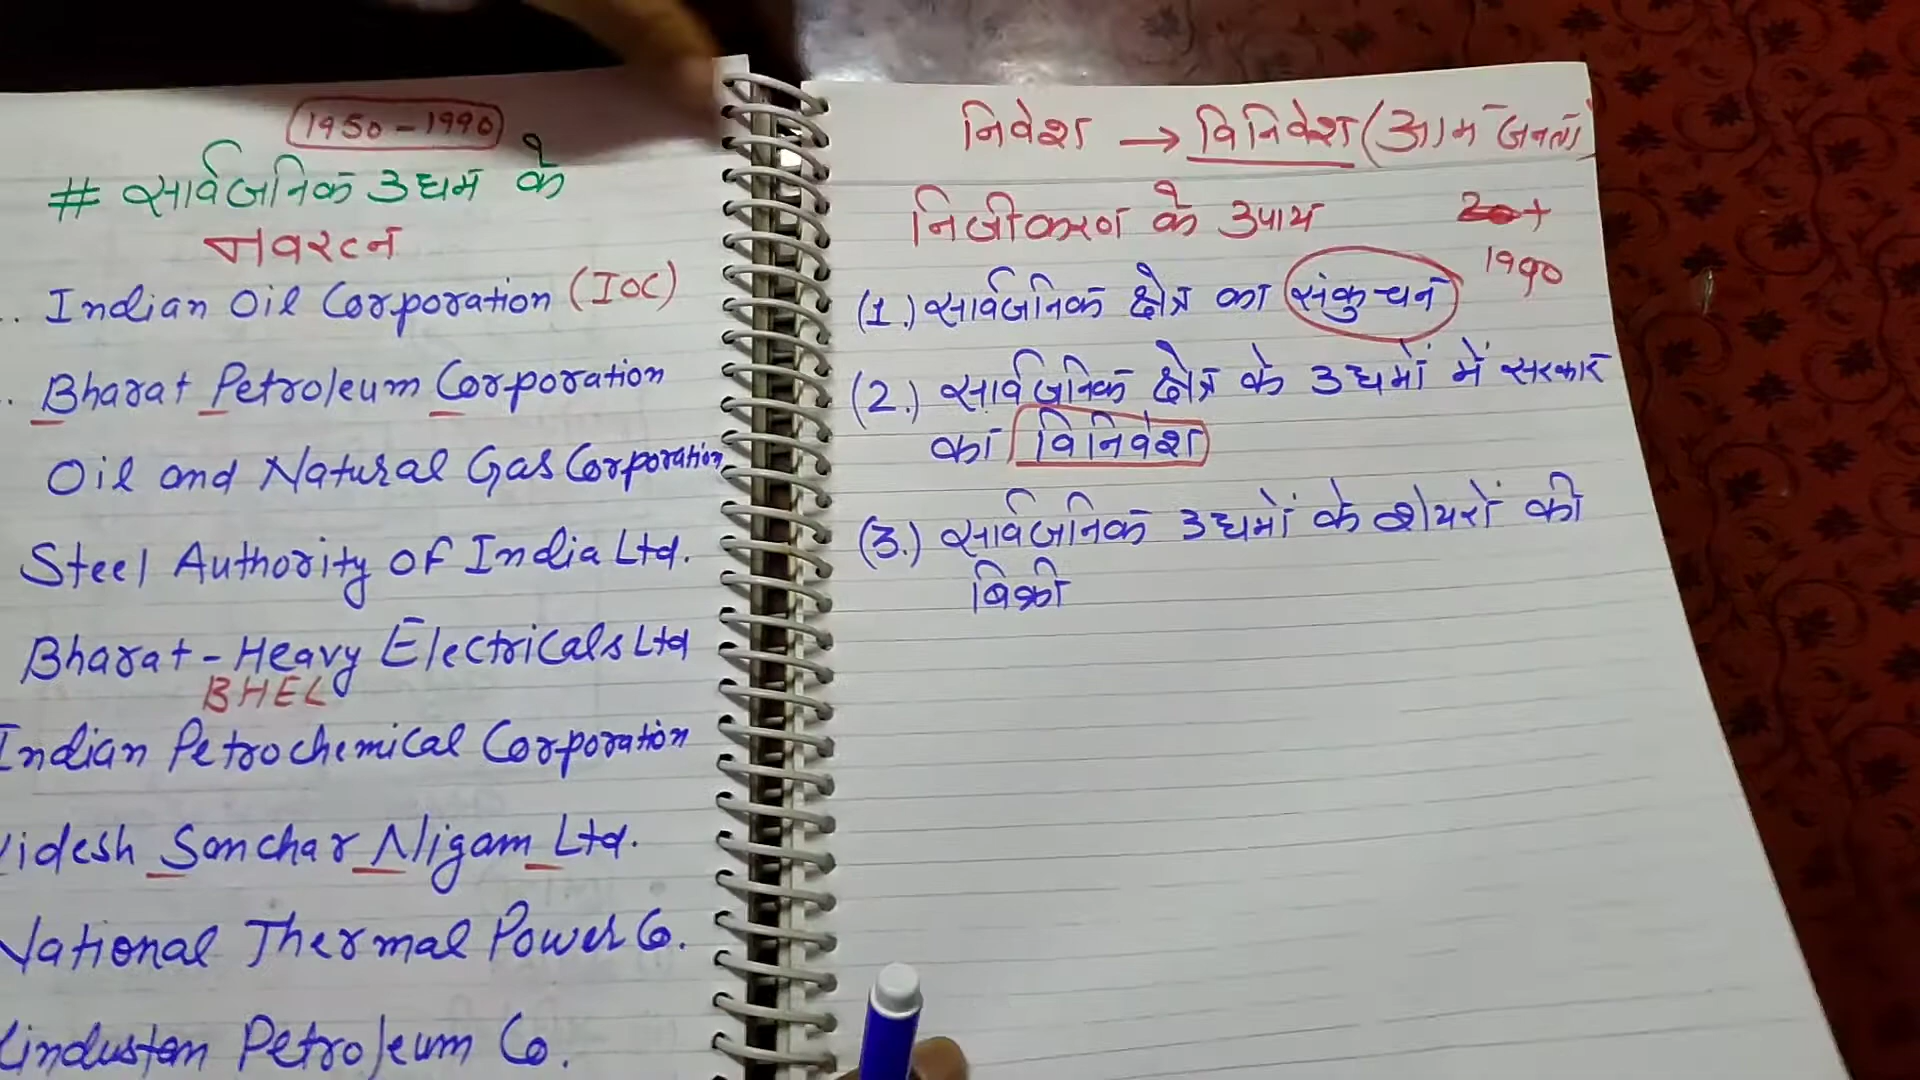 1950-1990
# सार्वजनिक उद्यम के
नवरत्न
Indian Oil Corporation (IOC)
Bharat Petroleum Corporation
Oil and Natural Gas Corporation
Steel Authority of India Ltd.
Bharat-Heavy Electricals Ltd
BHEL
Indian Petrochemical Corporation
Videsh Sanchar Nigam Ltd.
National Thermal Power Co.
Hindustan Petroleum Co.
निवेश → विनिवेश (आम जनता)
निजीकरण के उपाय
1990
(1.) सार्वजनिक क्षेत्र का संकुचन
(2.) सार्वजनिक क्षेत्र के उद्यमों में सरकार
का विनिवेश
(3.) सार्वजनिक उद्यमों के शेयरों की
बिक्री